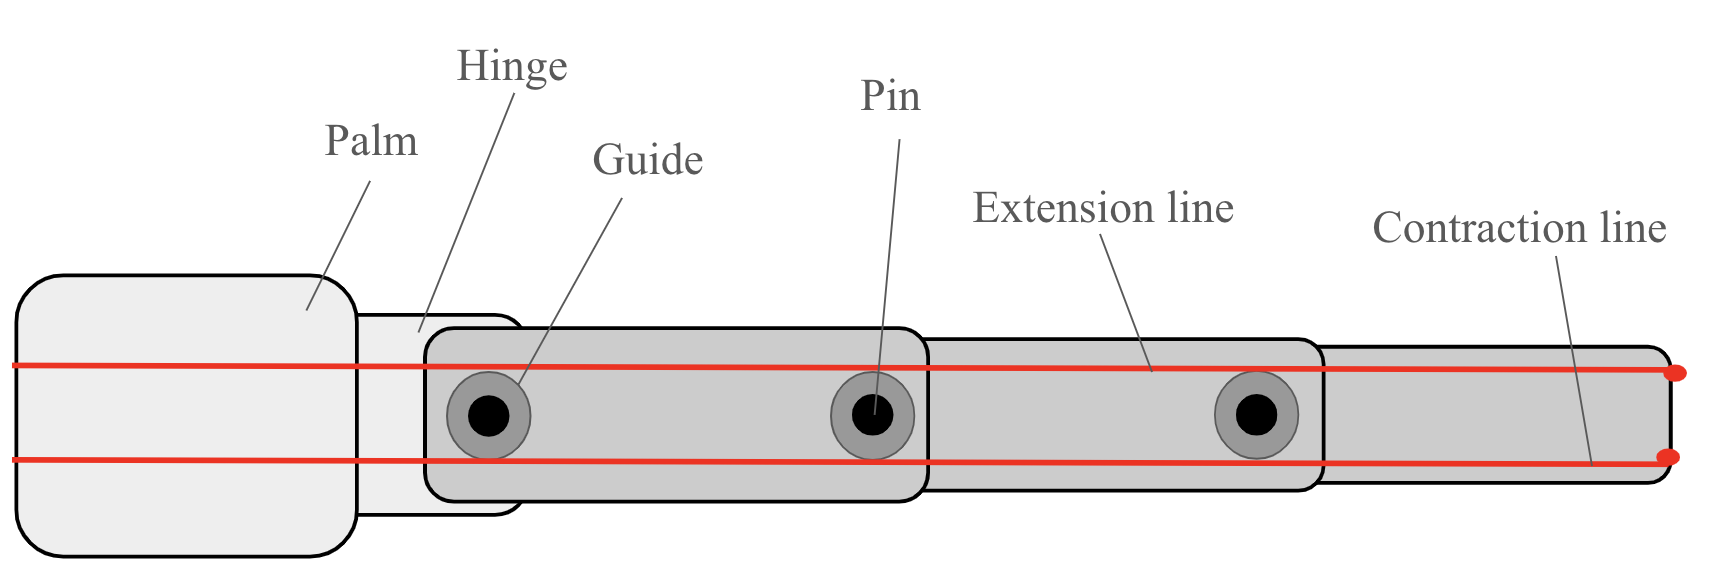 Hinge
Pin
Palm
Guide
Extension line
Contraction line